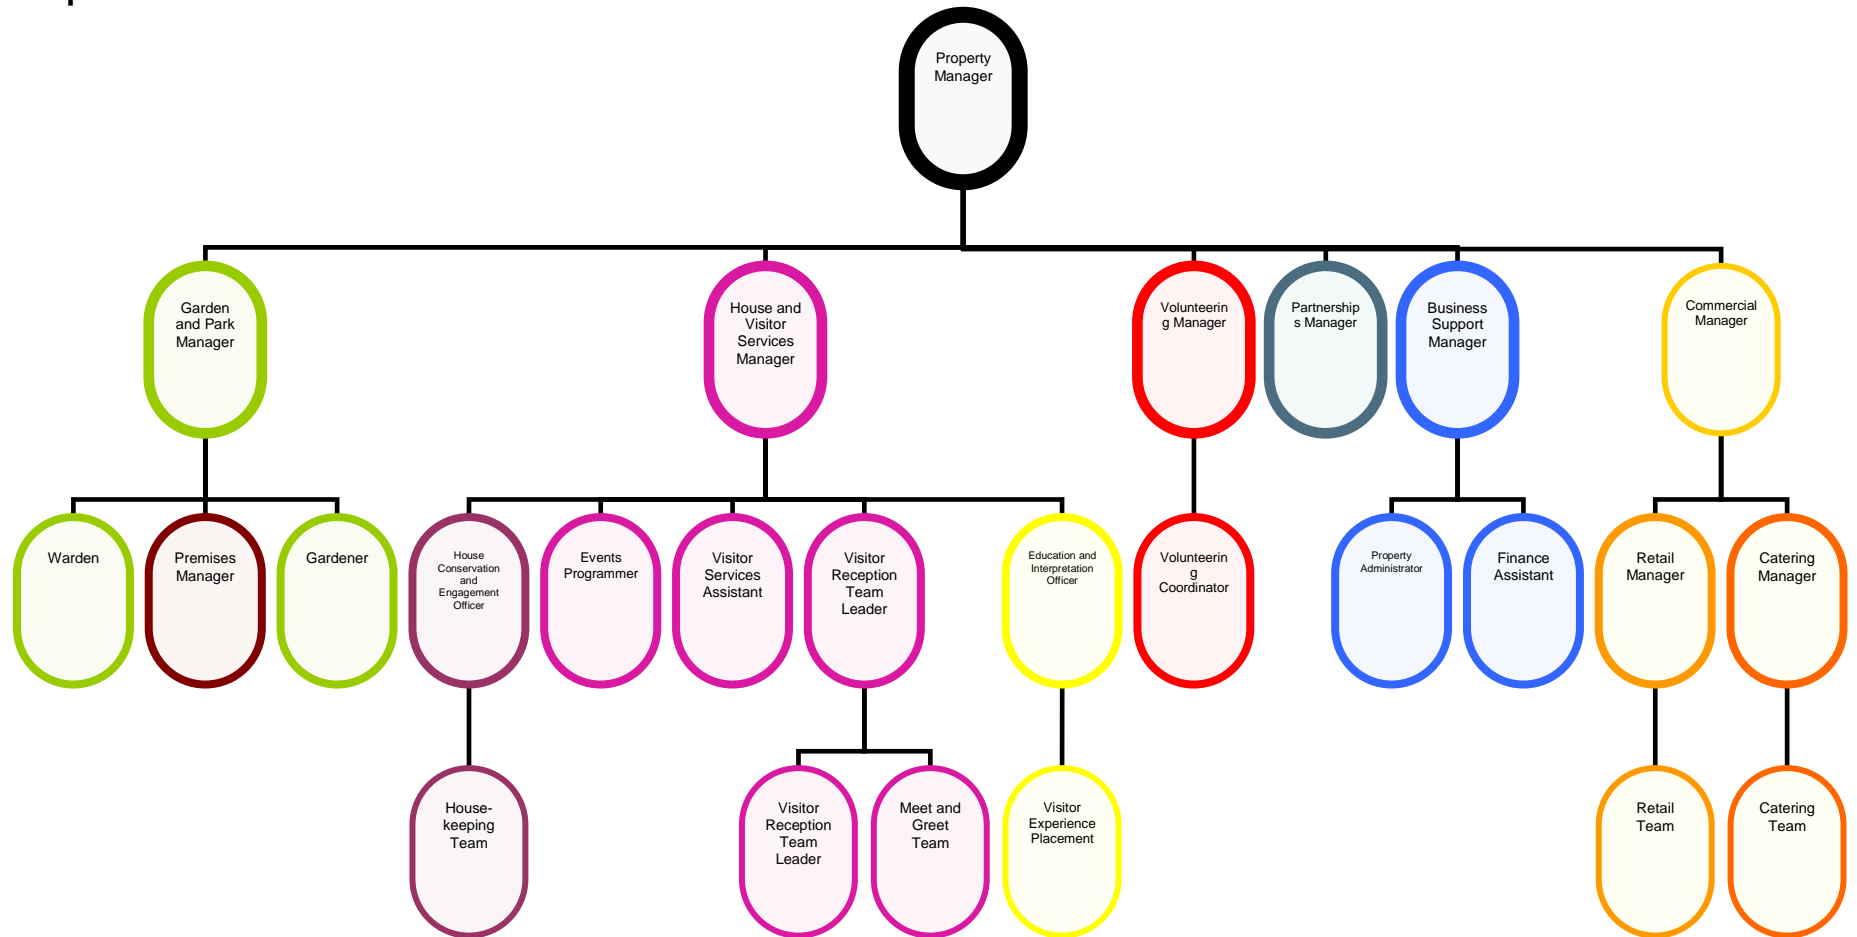 Property
Manager
Garden
and Park
Manager
House and
Visitor
Services
Manager
Volunteerin
g Manager
Partnership
s Manager
Business
Support
Manager
Commercial
Manager
Warden
Premises
Manager
Gardener
House
Conservation
and
Engagement
Officer
Events
Programmer
Visitor
Services
Assistant
Visitor
Reception
Team
Leader
Education and
Interpretation
Officer
Volunteerin
g
Coordinator
Property
Administrator
Finance
Assistant
Retail
Manager
Catering
Manager
House-
keeping
Team
Visitor
Reception
Team
Leader
Meet and
Greet
Team
Visitor
Experience
Placement
Retail
Team
Catering
Team